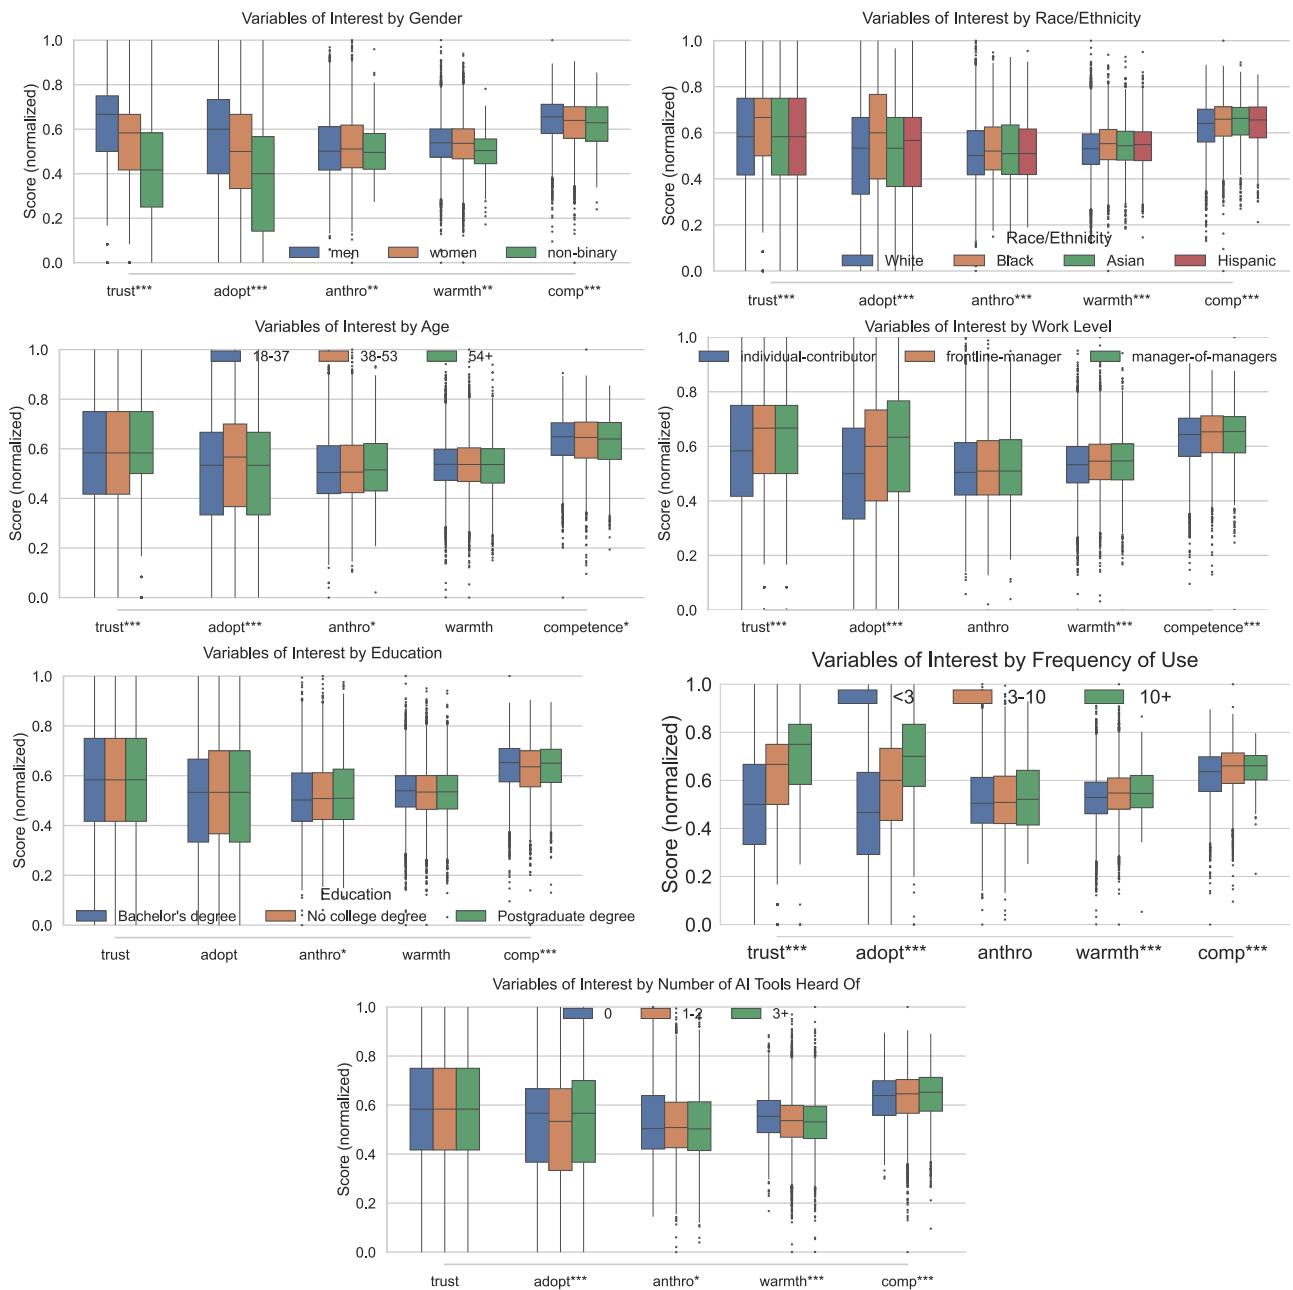 Variables of Interest by Gender
Score (normalized)
1.0
0.8
0.6
0.4
0.2
0.0
men women non-binary
trust*** adopt*** anthro** warmth** comp***
Variables of Interest by Race/Ethnicity
Score (normalized)
1.0
0.8
0.6
0.4
0.2
0.0
Race/Ethnicity
White Black Asian Hispanic
trust*** adopt*** anthro*** warmth*** comp***
Variables of Interest by Age
Score (normalized)
1.0
0.8
0.6
0.4
0.2
0.0
18-37 38-53 54+
trust*** adopt*** anthro* warmth competence*
Variables of Interest by Work Level
Score (normalized)
1.0
0.8
0.6
0.4
0.2
0.0
individual-contributor frontline-manager manager-of-managers
trust*** adopt*** anthro warmth*** competence***
Variables of Interest by Education
Score (normalized)
1.0
0.8
0.6
0.4
0.2
0.0
Education
Bachelor's degree No college degree Postgraduate degree
trust adopt anthro* warmth comp***
Variables of Interest by Frequency of Use
Score (normalized)
1.0
0.8
0.6
0.4
0.2
0.0
<3 3-10 10+
trust*** adopt*** anthro warmth*** comp***
Variables of Interest by Number of AI Tools Heard Of
Score (normalized)
1.0
0.8
0.6
0.4
0.2
0.0
0 1-2 3+
trust adopt*** anthro* warmth*** comp***